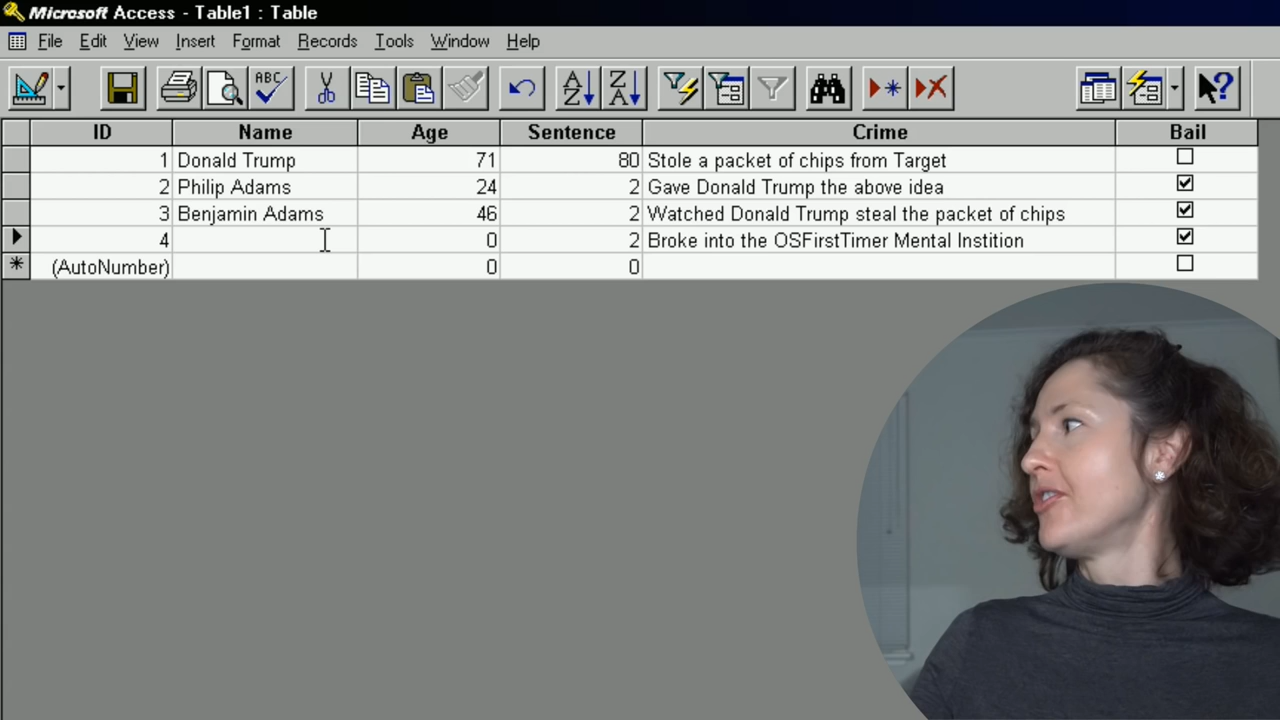 Microsoft Access - Table1 : Table
File Edit View Insert Format Records Tools Window Help
ABC A Z Z A ?
ID Name Age Sentence Crime Bail
1 Donald Trump 71 80 Stole a packet of chips from Target
2 Philip Adams 24 2 Gave Donald Trump the above idea
3 Benjamin Adams 46 2 Watched Donald Trump steal the packet of chips
4 0 2 Broke into the OSFirstTimer Mental Instition
(AutoNumber) 0 0